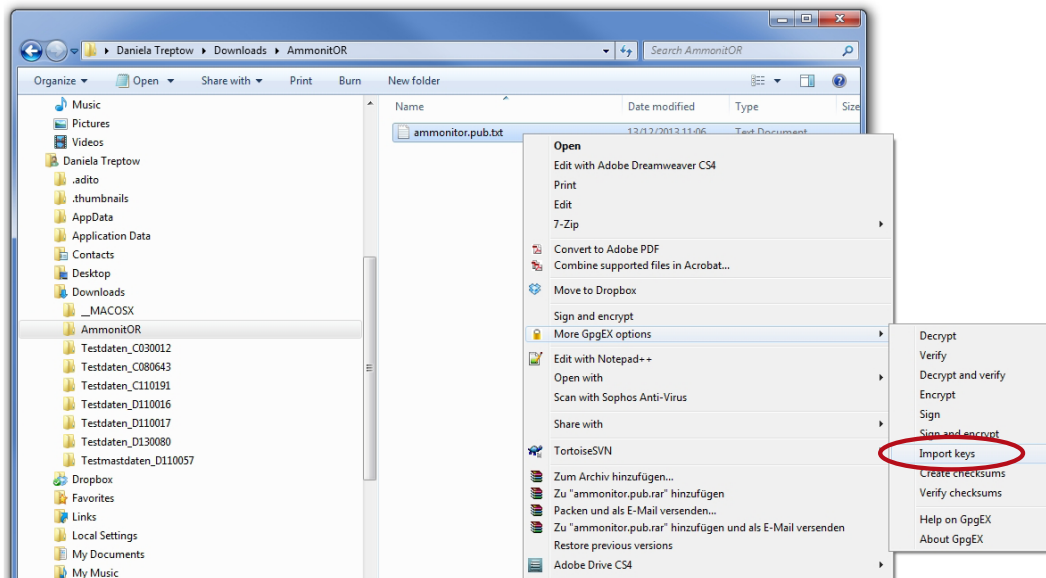 Daniela Treptow Downloads AmmonitOR
Search AmmonitOR
Organize Open Share with Print Burn New folder
Music
Pictures
Videos
Daniela Treptow
.adito
.thumbnails
AppData
Application Data
Contacts
Desktop
Downloads
__MACOSX
AmmonitOR
Testdaten_C030012
Testdaten_C080643
Testdaten_C110191
Testdaten_D110016
Testdaten_D110017
Testdaten_D130080
Testmastdaten_D110057
Dropbox
Favorites
Links
Local Settings
My Documents
My Music
Name Date modified Type Size
ammonitor.pub.txt 13/12/2013 11:06 Text Document
Open
Edit with Adobe Dreamweaver CS4
Print
Edit
7-Zip
Convert to Adobe PDF
Combine supported files in Acrobat...
Move to Dropbox
Sign and encrypt
More GpgEX options
Edit with Notepad++
Open with
Scan with Sophos Anti-Virus
Share with
TortoiseSVN
Zum Archiv hinzufügen...
Zu "ammonitor.pub.rar" hinzufügen
Packen und als E-Mail versenden...
Zu "ammonitor.pub.rar" hinzufügen und als E-Mail versenden
Restore previous versions
Adobe Drive CS4
Decrypt
Verify
Decrypt and verify
Encrypt
Sign
Sign and encrypt
Import keys
Create checksums
Verify checksums
Help on GpgEX
About GpgEX